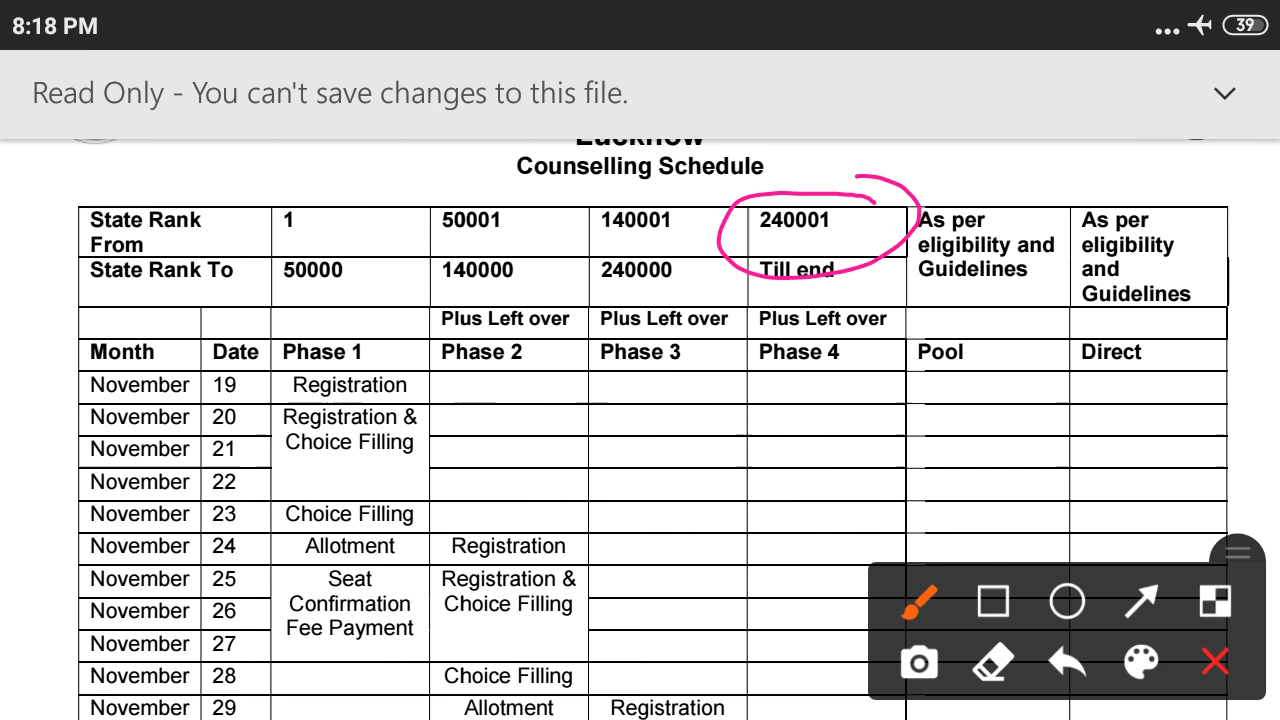 8:18 PM
39
Read Only - You can't save changes to this file.
Lucknow
Counselling Schedule
State Rank From 1 50001 140001 240001 As per eligibility and Guidelines As per eligibility and Guidelines
State Rank To 50000 140000 240000 Till end
Plus Left over Plus Left over Plus Left over
Month Date Phase 1 Phase 2 Phase 3 Phase 4 Pool Direct
November 19 Registration
November 20 Registration &
November 21 Choice Filling
November 22
November 23 Choice Filling
November 24 Allotment Registration
November 25 Seat Registration &
November 26 Confirmation Choice Filling
November 27 Fee Payment
November 28 Choice Filling
November 29 Allotment Registration